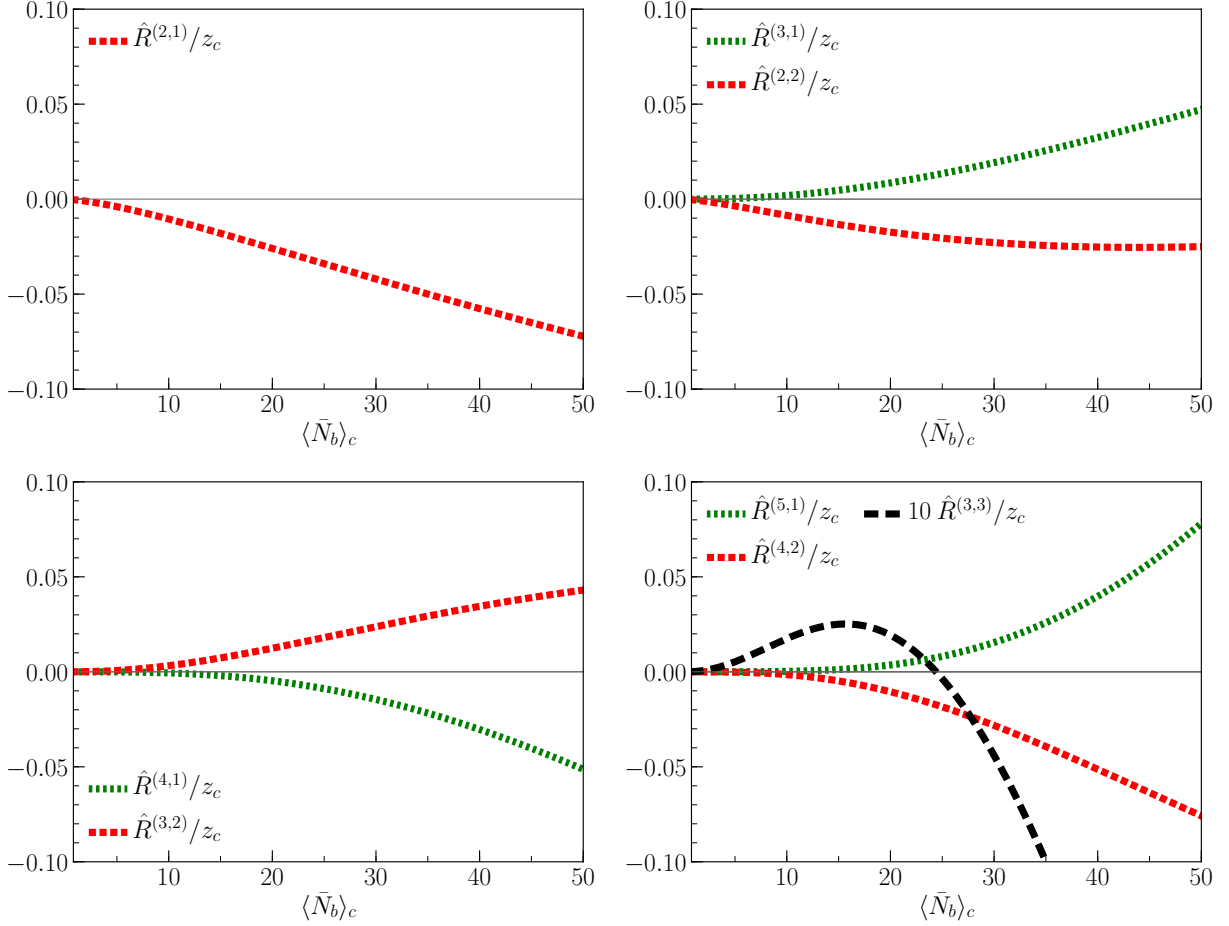 0.10
0.05
0.00
−0.05
−0.10
R̂^(2,1)/z_c
10 20 30 40 50
⟨N̄_b⟩_c
0.10
0.05
0.00
−0.05
−0.10
R̂^(3,1)/z_c
R̂^(2,2)/z_c
10 20 30 40 50
⟨N̄_b⟩_c
0.10
0.05
0.00
−0.05
−0.10
R̂^(4,1)/z_c
R̂^(3,2)/z_c
10 20 30 40 50
⟨N̄_b⟩_c
0.10
0.05
0.00
−0.05
−0.10
R̂^(5,1)/z_c 10 R̂^(3,3)/z_c
R̂^(4,2)/z_c
10 20 30 40 50
⟨N̄_b⟩_c